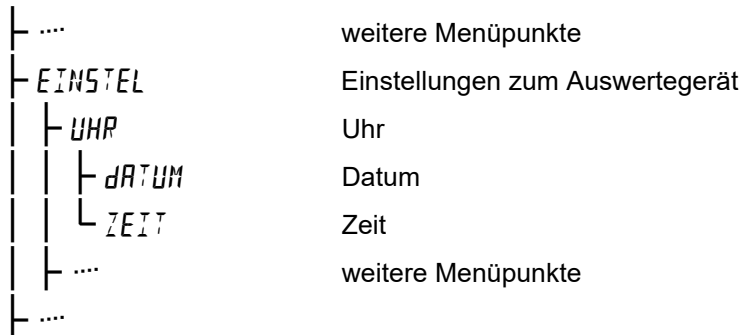 .... weitere Menüpunkte
EINSTEL Einstellungen zum Auswertegerät
UHR Uhr
dATUM Datum
ZEIT Zeit
.... weitere Menüpunkte
....